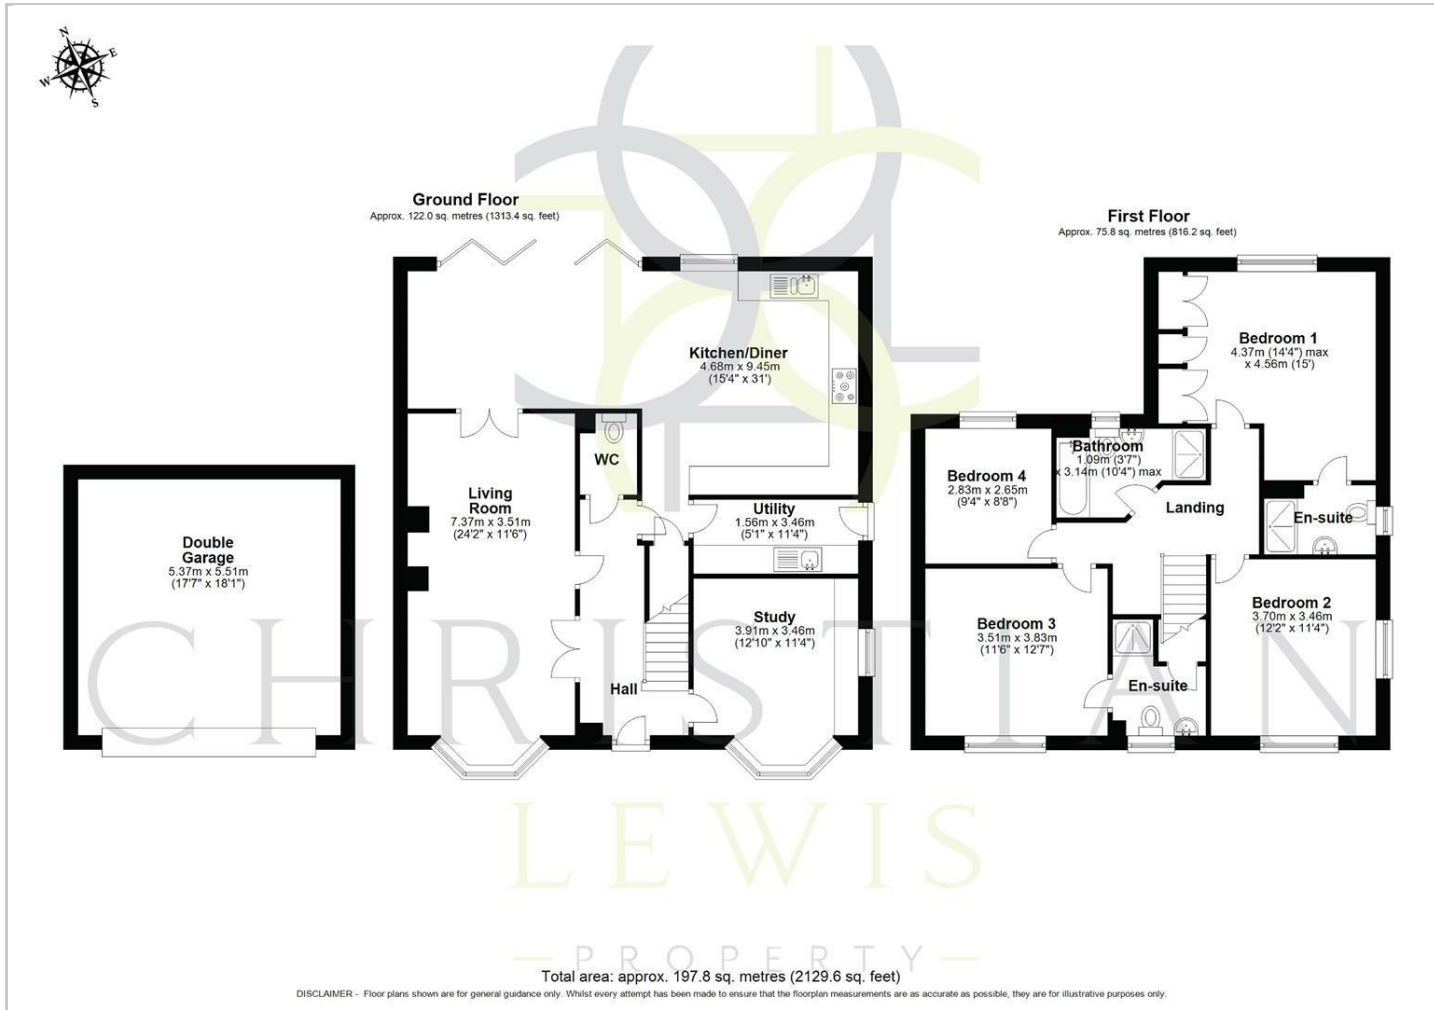 N
E
W
S
Ground Floor
Approx. 122.0 sq. metres (1313.4 sq. feet)
First Floor
Approx. 75.8 sq. metres (816.2 sq. feet)
Kitchen/Diner
4.68m x 9.45m
(15'4" x 31')
Bedroom 1
4.37m (14'4") max
x 4.56m (15')
WC
Bathroom
1.09m (3'7")
x 3.14m (10'4") max
Bedroom 4
2.83m x 2.65m
(9'4" x 8'8")
Living
Room
7.37m x 3.51m
(24'2" x 11'6")
Utility
1.56m x 3.46m
(5'1" x 11'4")
Landing
En-suite
Double
Garage
5.37m x 5.51m
(17'7" x 18'1")
Study
3.91m x 3.46m
(12'10" x 11'4")
Bedroom 3
3.51m x 3.83m
(11'6" x 12'7")
Bedroom 2
3.70m x 3.46m
(12'2" x 11'4")
Hall
En-suite
CHRISTIAN
LEWIS
PROPERTY
Total area: approx. 197.8 sq. metres (2129.6 sq. feet)
DISCLAIMER - Floor plans shown are for general guidance only. Whilst every attempt has been made to ensure that the floorplan measurements are as accurate as possible, they are for illustrative purposes only.